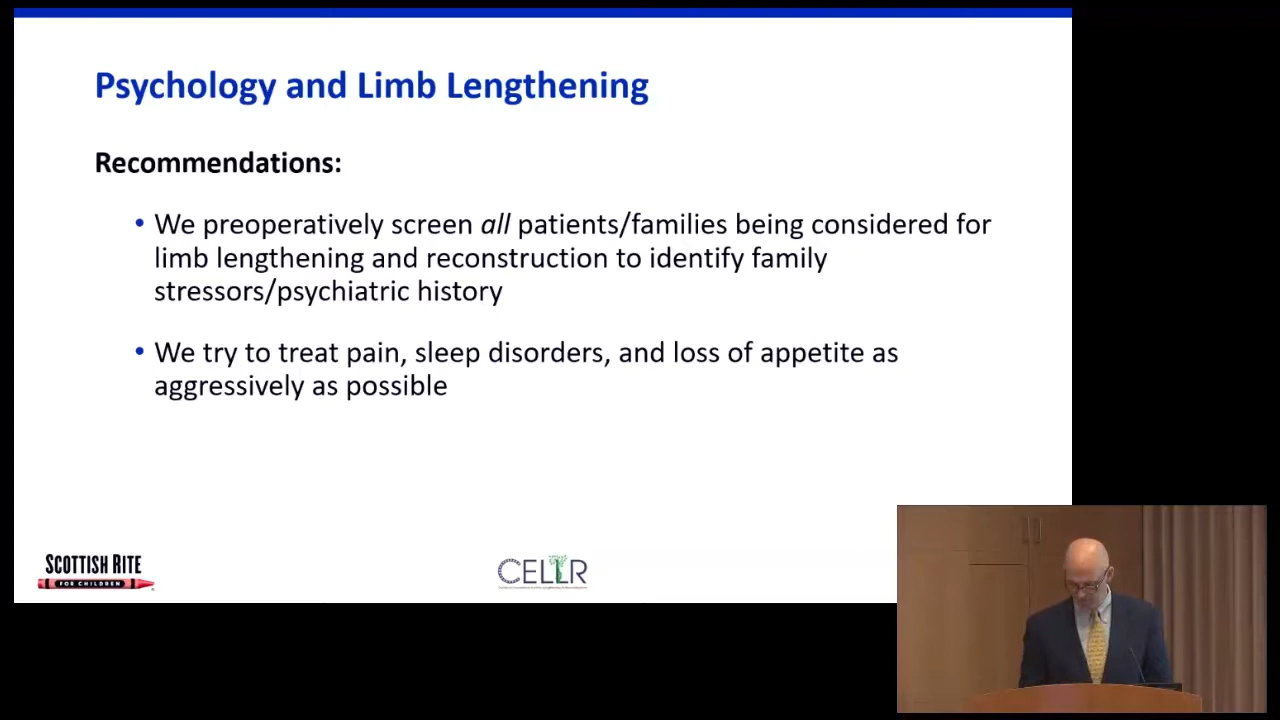 Psychology and Limb Lengthening
Recommendations:
• We preoperatively screen all patients/families being considered for
limb lengthening and reconstruction to identify family
stressors/psychiatric history
• We try to treat pain, sleep disorders, and loss of appetite as
aggressively as possible
SCOTTISH RITE
FOR CHILDREN
CELLR